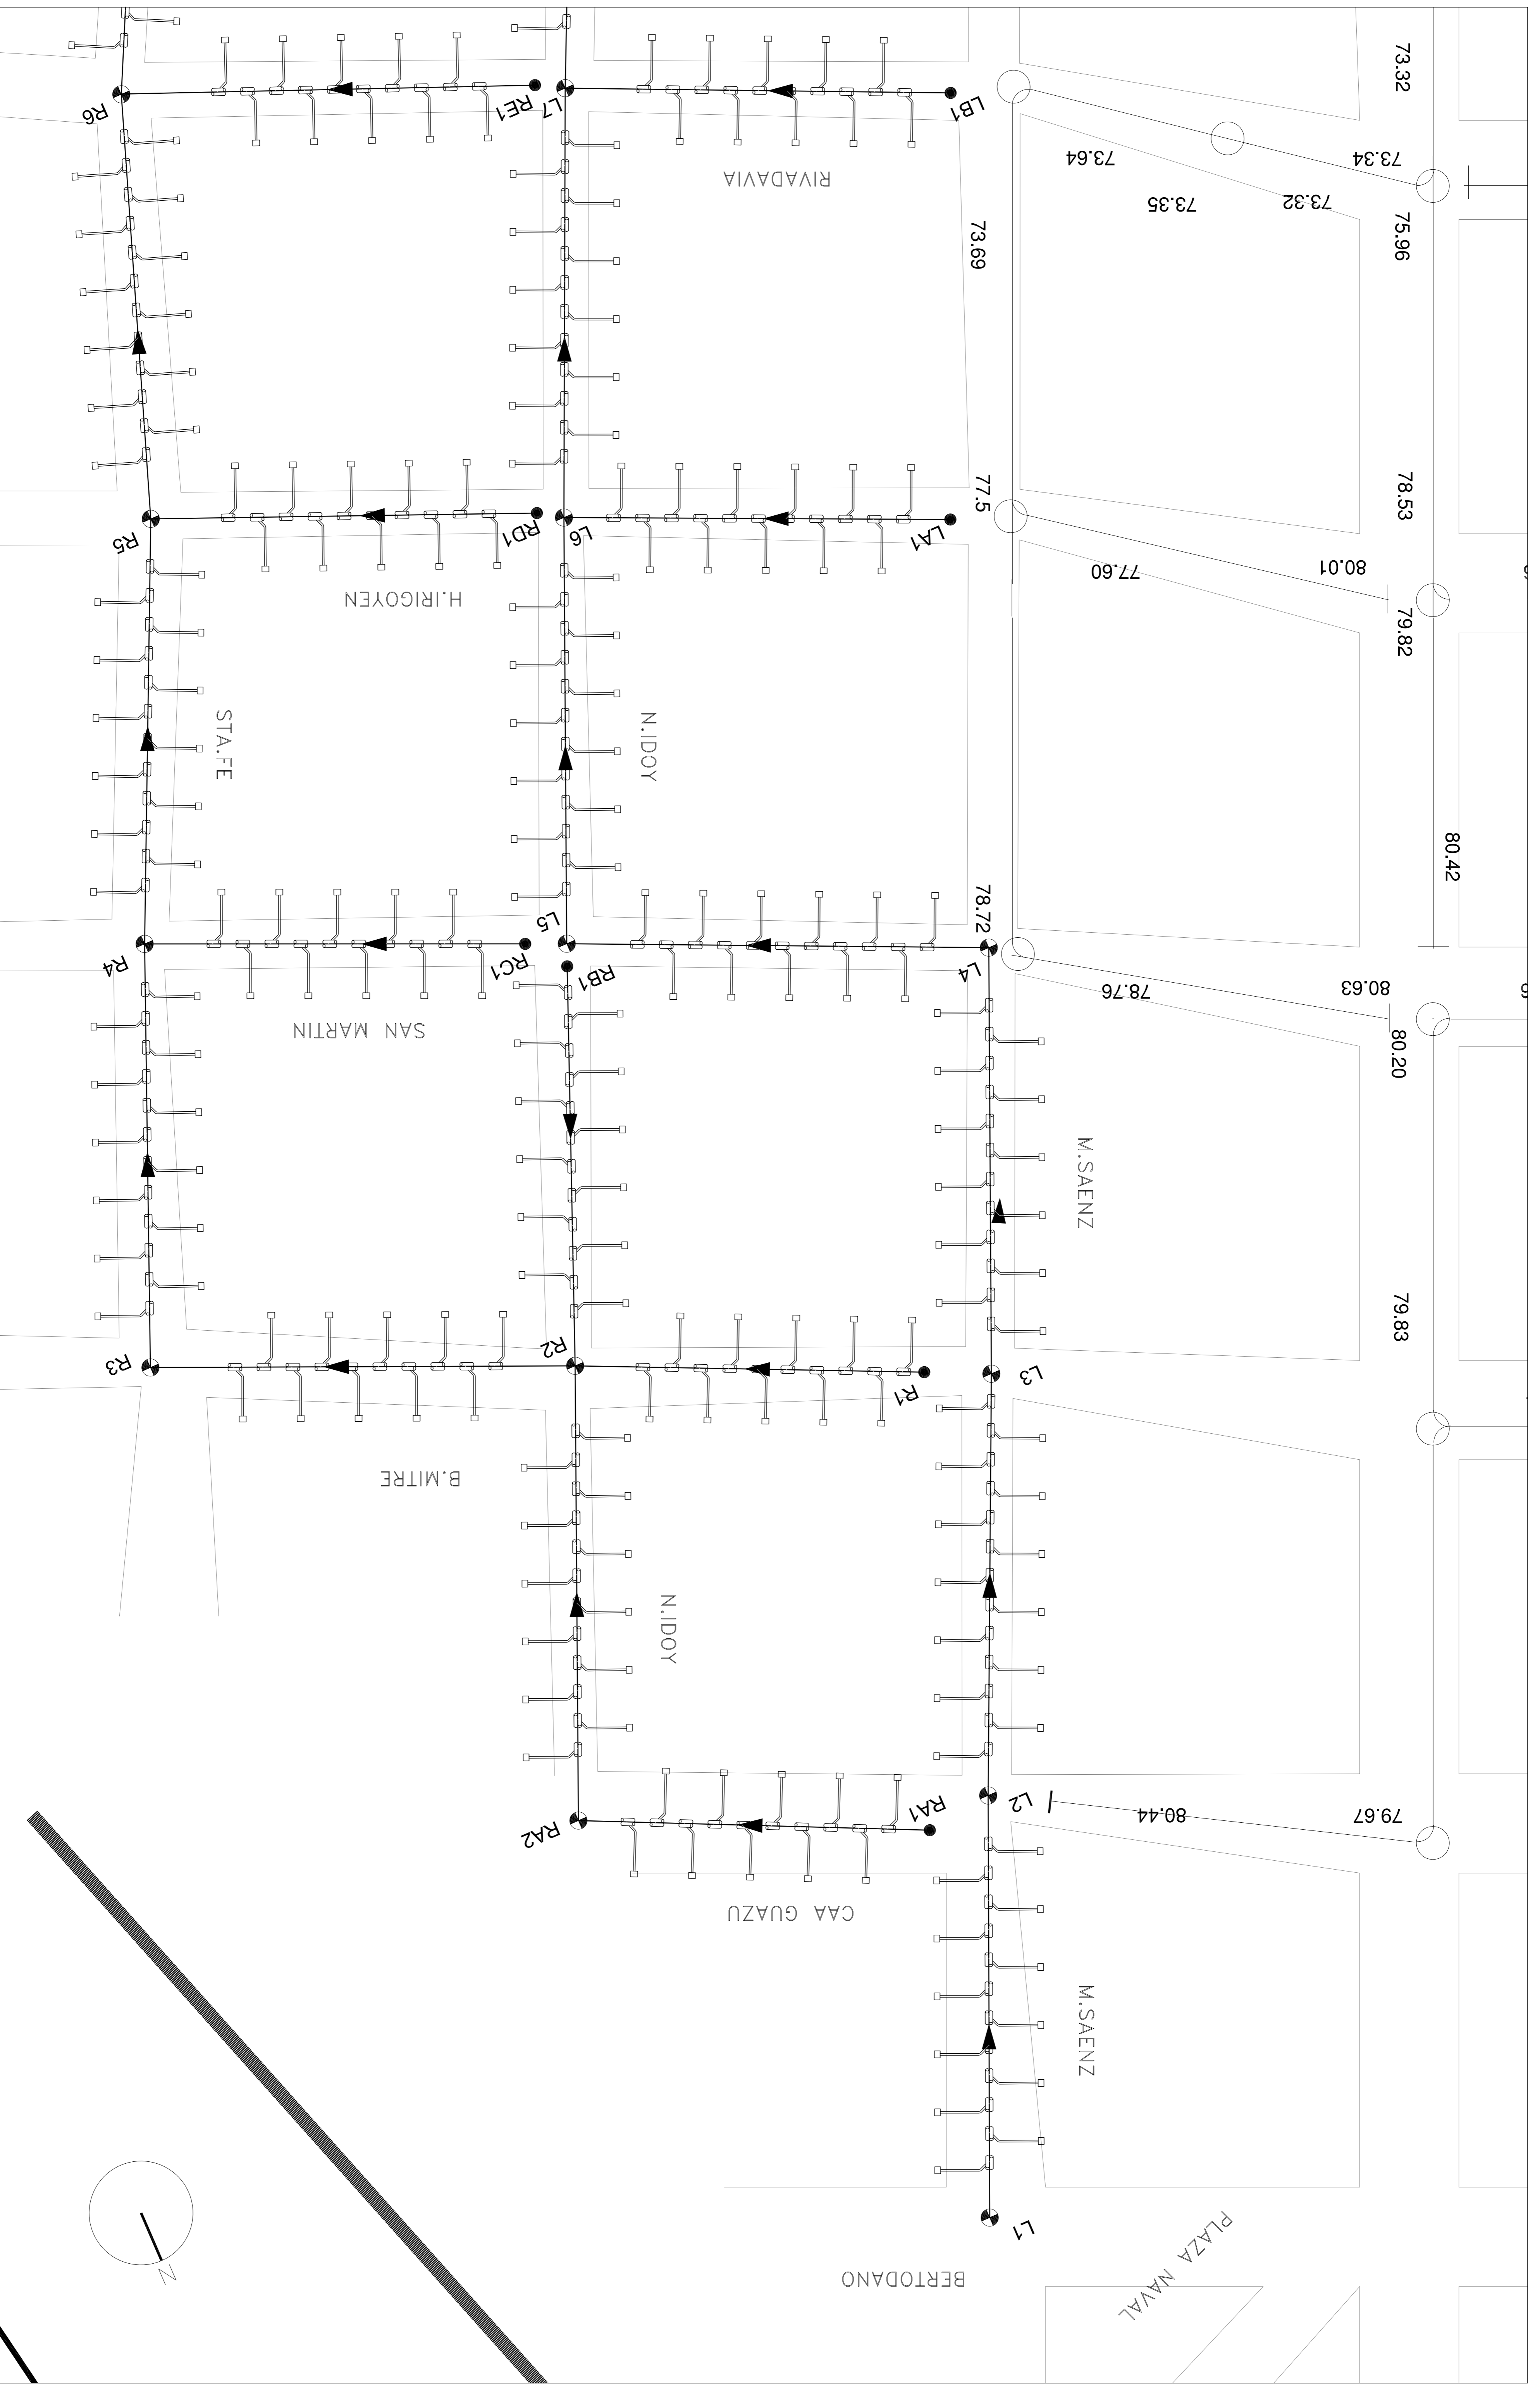 73.32
R6
RE1
L7
LB1
73.64
73.34
RIVADAVIA
73.35
73.32
73.69
75.96
77.5
78.53
R5
RD1
L6
LA1
77.60
80.01
H.IRIGOYEN
79.82
STA.FE
N.IDOY
80.42
78.72
L5
R4
RC1
RB1
L4
78.76
80.63
SAN MARTIN
80.20
M.SAENZ
79.83
R3
R2
R1
L3
B.MITRE
N.IDOY
RA2
RA1
L2
80.44
79.67
CAA GUAZU
M.SAENZ
L1
PLAZA NAVAL
BERTODANO
N